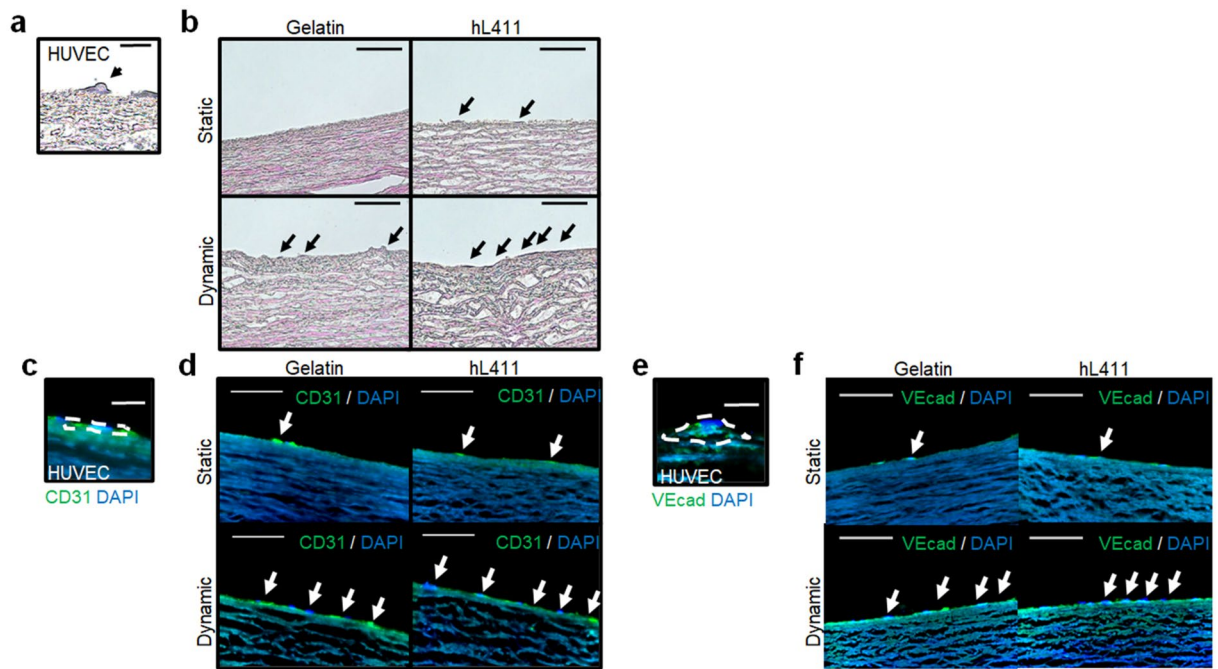 a
HUVEC
b
Gelatin
hL411
Static
Dynamic
c
HUVEC
CD31 DAPI
d
Gelatin
hL411
Static
CD31 / DAPI
CD31 / DAPI
Dynamic
CD31 / DAPI
CD31 / DAPI
e
HUVEC
VEcad DAPI
f
Gelatin
hL411
Static
VEcad / DAPI
VEcad / DAPI
Dynamic
VEcad / DAPI
VEcad / DAPI